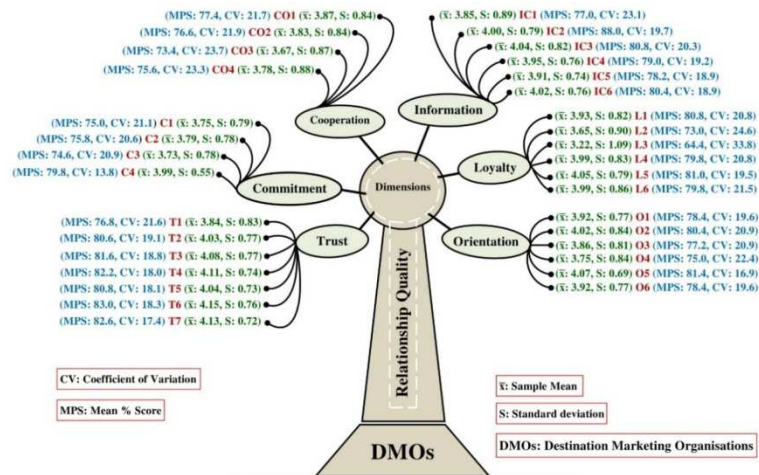 (MPS: 77.4, CV: 21.7) CO1 (x̄: 3.87, S: 0.84)
(MPS: 76.6, CV: 21.9) CO2 (x̄: 3.83, S: 0.84)
(MPS: 73.4, CV: 23.7) CO3 (x̄: 3.67, S: 0.87)
(MPS: 75.6, CV: 23.3) CO4 (x̄: 3.78, S: 0.88)
(x̄: 3.85, S: 0.89) IC1 (MPS: 77.0, CV: 23.1)
(x̄: 4.00, S: 0.79) IC2 (MPS: 88.0, CV: 19.7)
(x̄: 4.04, S: 0.82) IC3 (MPS: 80.8, CV: 20.3)
(x̄: 3.95, S: 0.76) IC4 (MPS: 79.0, CV: 19.2)
(x̄: 3.91, S: 0.74) IC5 (MPS: 78.2, CV: 18.9)
(x̄: 4.02, S: 0.76) IC6 (MPS: 80.4, CV: 18.9)
Cooperation
Information
(MPS: 75.0, CV: 21.1) C1 (x̄: 3.75, S: 0.79)
(MPS: 75.8, CV: 20.6) C2 (x̄: 3.79, S: 0.78)
(MPS: 74.6, CV: 20.9) C3 (x̄: 3.73, S: 0.78)
(MPS: 79.8, CV: 13.8) C4 (x̄: 3.99, S: 0.55)
Commitment
(x̄: 3.93, S: 0.82) L1 (MPS: 80.8, CV: 20.8)
(x̄: 3.65, S: 0.90) L2 (MPS: 73.0, CV: 24.6)
(x̄: 3.22, S: 1.09) L3 (MPS: 64.4, CV: 33.8)
(x̄: 3.99, S: 0.83) L4 (MPS: 79.8, CV: 20.8)
(x̄: 4.05, S: 0.79) L5 (MPS: 81.0, CV: 19.5)
(x̄: 3.99, S: 0.86) L6 (MPS: 79.8, CV: 21.5)
Loyalty
Dimensions
(MPS: 76.8, CV: 21.6) T1 (x̄: 3.84, S: 0.83)
(MPS: 80.6, CV: 19.1) T2 (x̄: 4.03, S: 0.77)
(MPS: 81.6, CV: 18.8) T3 (x̄: 4.08, S: 0.77)
(MPS: 82.2, CV: 18.0) T4 (x̄: 4.11, S: 0.74)
(MPS: 80.8, CV: 18.1) T5 (x̄: 4.04, S: 0.73)
(MPS: 83.0, CV: 18.3) T6 (x̄: 4.15, S: 0.76)
(MPS: 82.6, CV: 17.4) T7 (x̄: 4.13, S: 0.72)
Trust
(x̄: 3.92, S: 0.77) O1 (MPS: 78.4, CV: 19.6)
(x̄: 4.02, S: 0.84) O2 (MPS: 80.4, CV: 20.9)
(x̄: 3.86, S: 0.81) O3 (MPS: 77.2, CV: 20.9)
(x̄: 3.75, S: 0.84) O4 (MPS: 75.0, CV: 22.4)
(x̄: 4.07, S: 0.69) O5 (MPS: 81.4, CV: 16.9)
(x̄: 3.92, S: 0.77) O6 (MPS: 78.4, CV: 19.6)
Orientation
Relationship Quality
CV: Coefficient of Variation
MPS: Mean % Score
x̄: Sample Mean
S: Standard deviation
DMOs: Destination Marketing Organisations
DMOs